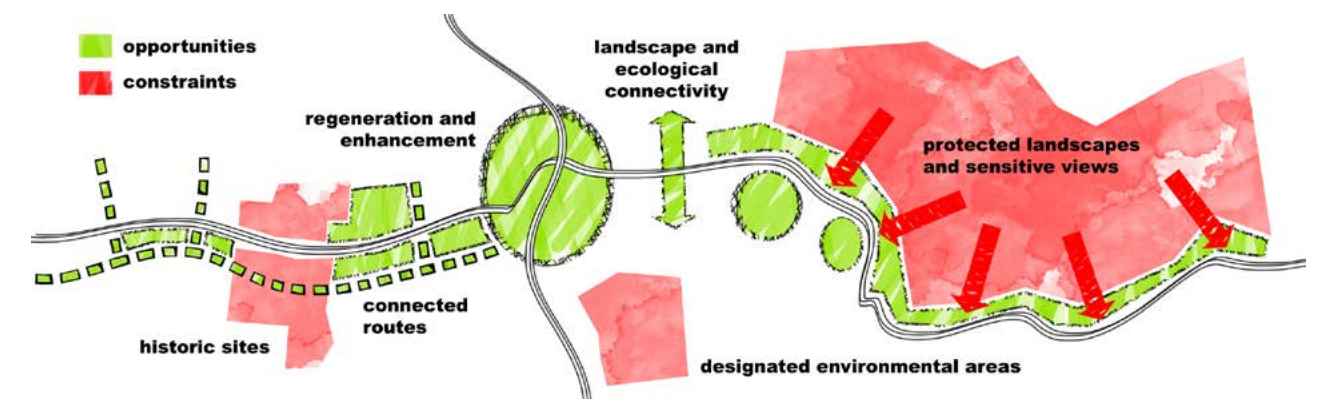 opportunities
constraints
landscape and
ecological
connectivity
regeneration and
enhancement
protected landscapes
and sensitive views
connected
routes
historic sites
designated environmental areas